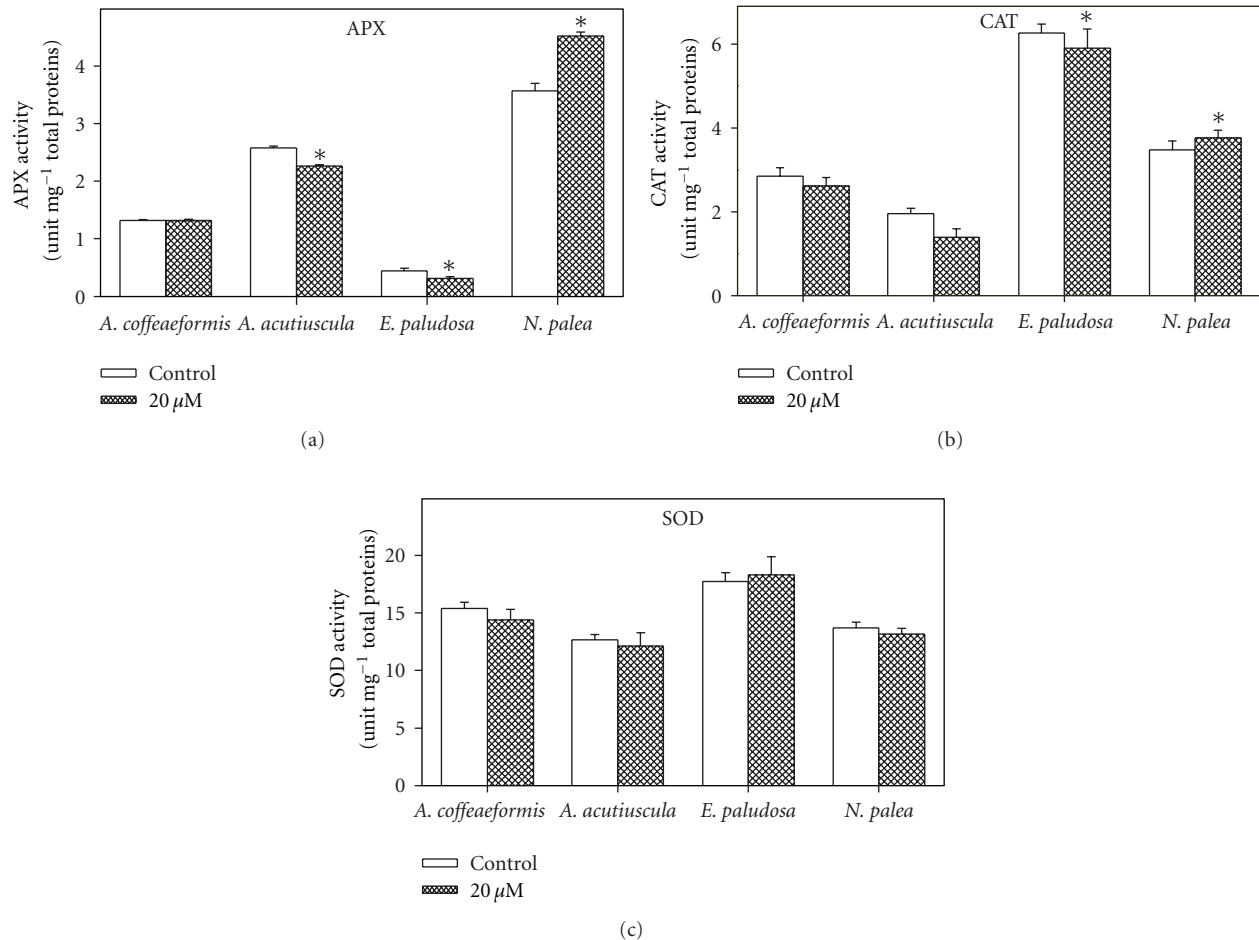 APX
APX activity
(unit mg⁻¹ total proteins)
4
3
2
1
0
*
*
*
A. coffeaeformis A. acutiuscula E. paludosa N. palea
Control
20 μM
(a)
CAT
CAT activity
(unit mg⁻¹ total proteins)
6
4
2
0
*
*
A. coffeaeformis A. acutiuscula E. paludosa N. palea
Control
20 μM
(b)
SOD
SOD activity
(unit mg⁻¹ total proteins)
20
15
10
5
0
A. coffeaeformis A. acutiuscula E. paludosa N. palea
Control
20 μM
(c)